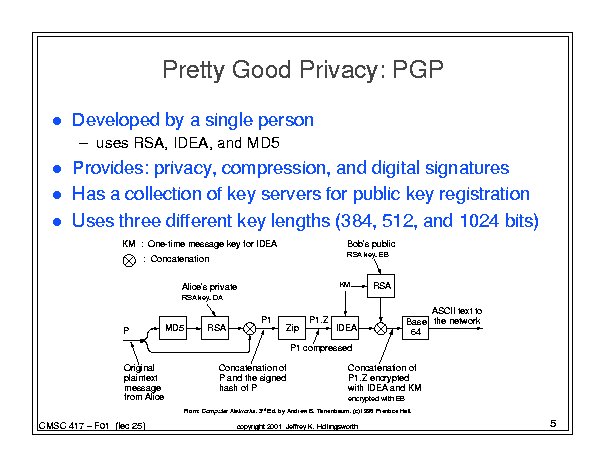 Pretty Good Privacy: PGP
● Developed by a single person
– uses RSA, IDEA, and MD5
● Provides: privacy, compression, and digital signatures
● Has a collection of key servers for public key registration
● Uses three different key lengths (384, 512, and 1024 bits)
KM : One-time message key for IDEA
: Concatenation
Bob's public
RSA key, EB
Alice's private
RSA key, DA
KM
RSA
P
MD5
RSA
P1
Zip
P1.Z
IDEA
Base
64
ASCII text to
the network
P1 compressed
Original
plaintext
message
from Alice
Concatenation of
P and the signed
hash of P
Concatenation of
P1.Z encrypted
with IDEA and KM
encrypted with EB
From: Computer Networks, 3rd Ed. by Andrew S. Tanenbaum, (c)1996 Prentice Hall.
CMSC 417 – F01 (lec 25)
copyright 2001 Jeffrey K. Hollingsworth
5